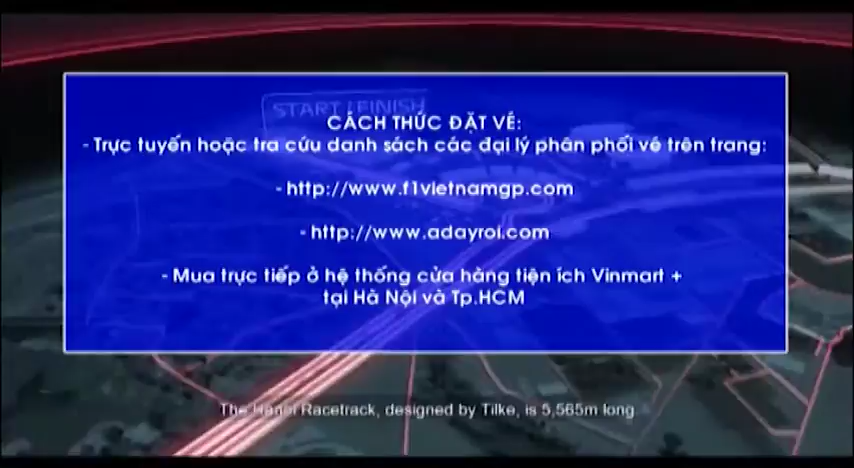 START / FINISH
CÁCH THỨC ĐẶT VÉ:
- Trực tuyến hoặc tra cứu danh sách các đại lý phân phối vé trên trang:
- http://www.f1vietnamgp.com
- http://www.adayroi.com
- Mua trực tiếp ở hệ thống cửa hàng tiện ích Vinmart +
tại Hà Nội và Tp.HCM
The Hanoi Racetrack, designed by Tilke, is 5,565m long